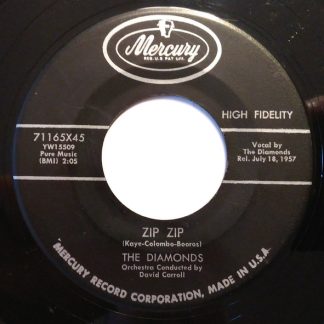 Mercury
REG. U.S. PAT. OFF.
HIGH FIDELITY
71165X45
YW15509
Pure Music
(BMI) 2:05
Vocal by
The Diamonds
Rel. July 18, 1957
ZIP ZIP
(Kaye-Colombo-Booros)
THE DIAMONDS
Orchestra Conducted by
David Carroll
MERCURY RECORD CORPORATION, MADE IN U.S.A.